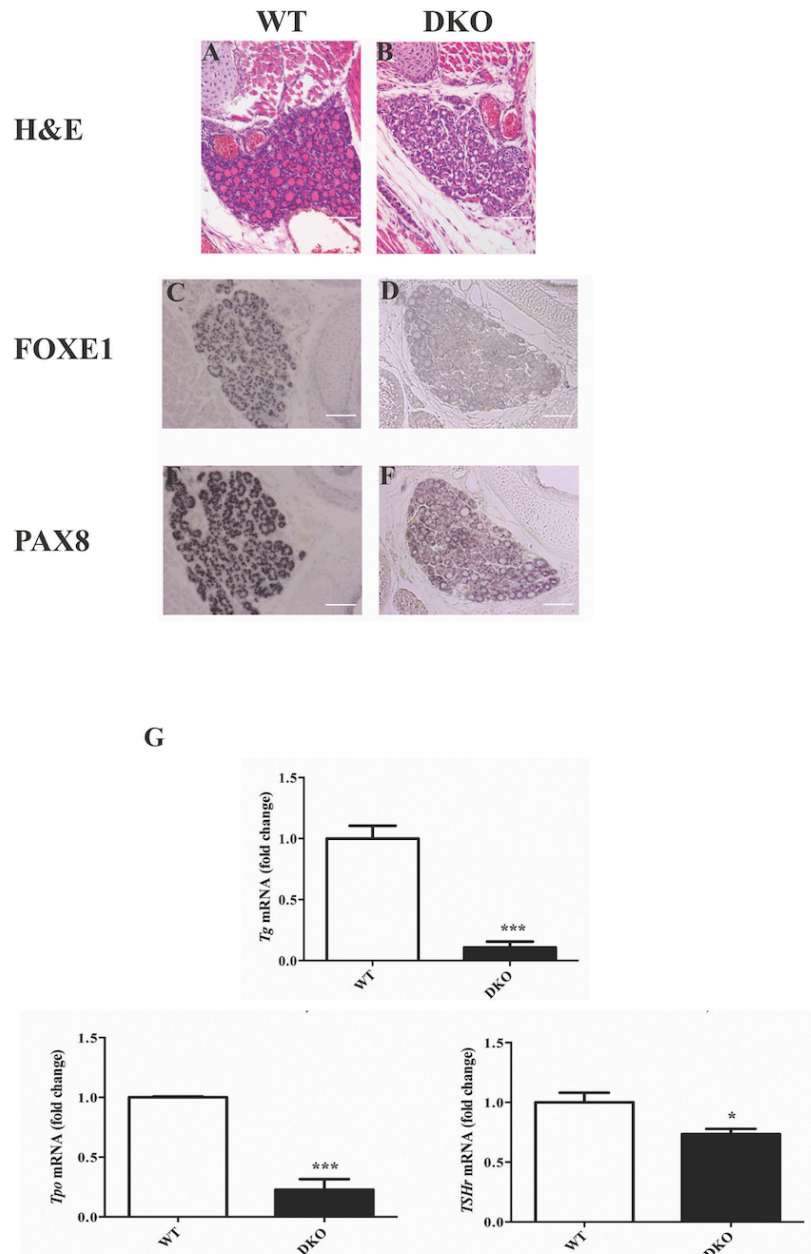 WT DKO
H&E
A B
FOXE1
C D
PAX8
E F
G
Tg mRNA (fold change)
1.5
1.0
0.5
0.0
***
WT DKO
Tpo mRNA (fold change)
1.5
1.0
0.5
0.0
***
WT DKO
TSHr mRNA (fold change)
1.5
1.0
0.5
0.0
*
WT DKO